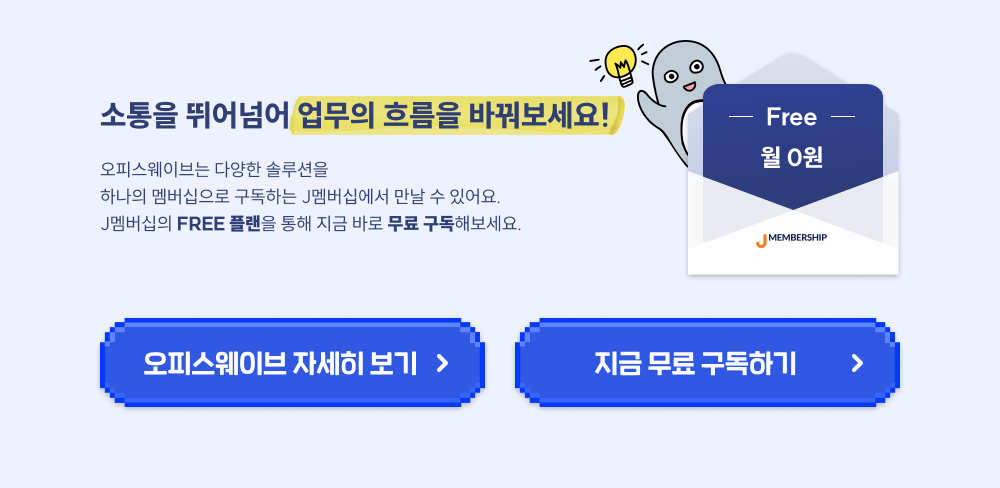 소통을 뛰어넘어 업무의 흐름을 바꿔보세요!
오피스웨이브는 다양한 솔루션을
하나의 멤버십으로 구독하는 J멤버십에서 만날 수 있어요.
J멤버십의 FREE 플랜을 통해 지금 바로 무료 구독해보세요.
Free
월 0원
J MEMBERSHIP
오피스웨이브 자세히 보기
지금 무료 구독하기